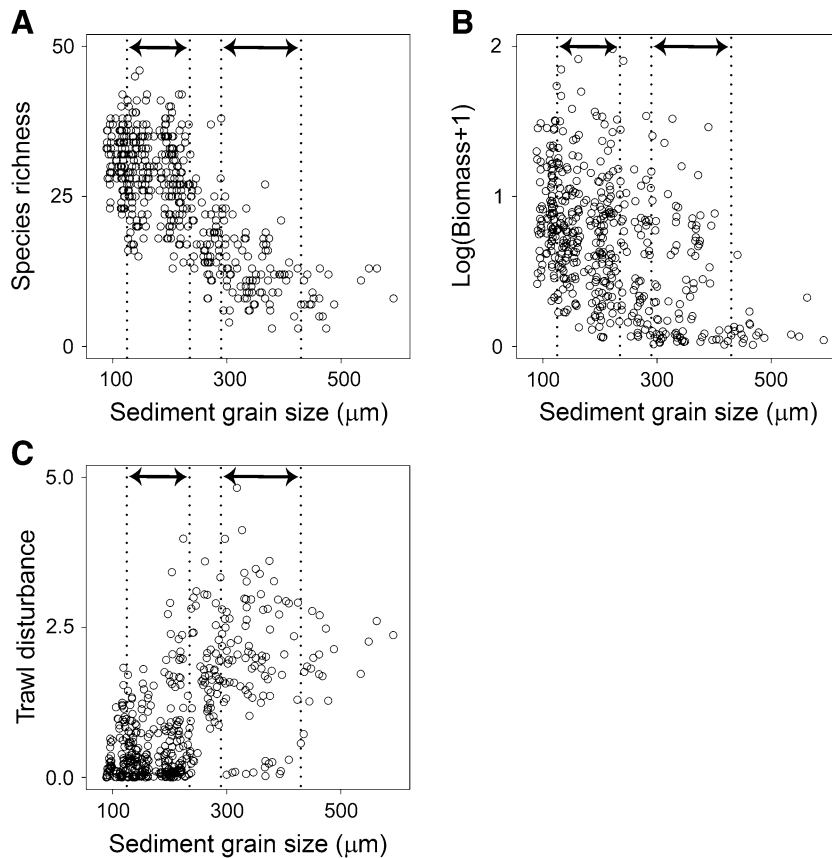 A
50
25
0
Species richness
100 300 500
Sediment grain size (μm)
B
2
1
0
Log(Biomass+1)
100 300 500
Sediment grain size (μm)
C
5.0
2.5
0.0
Trawl disturbance
100 300 500
Sediment grain size (μm)